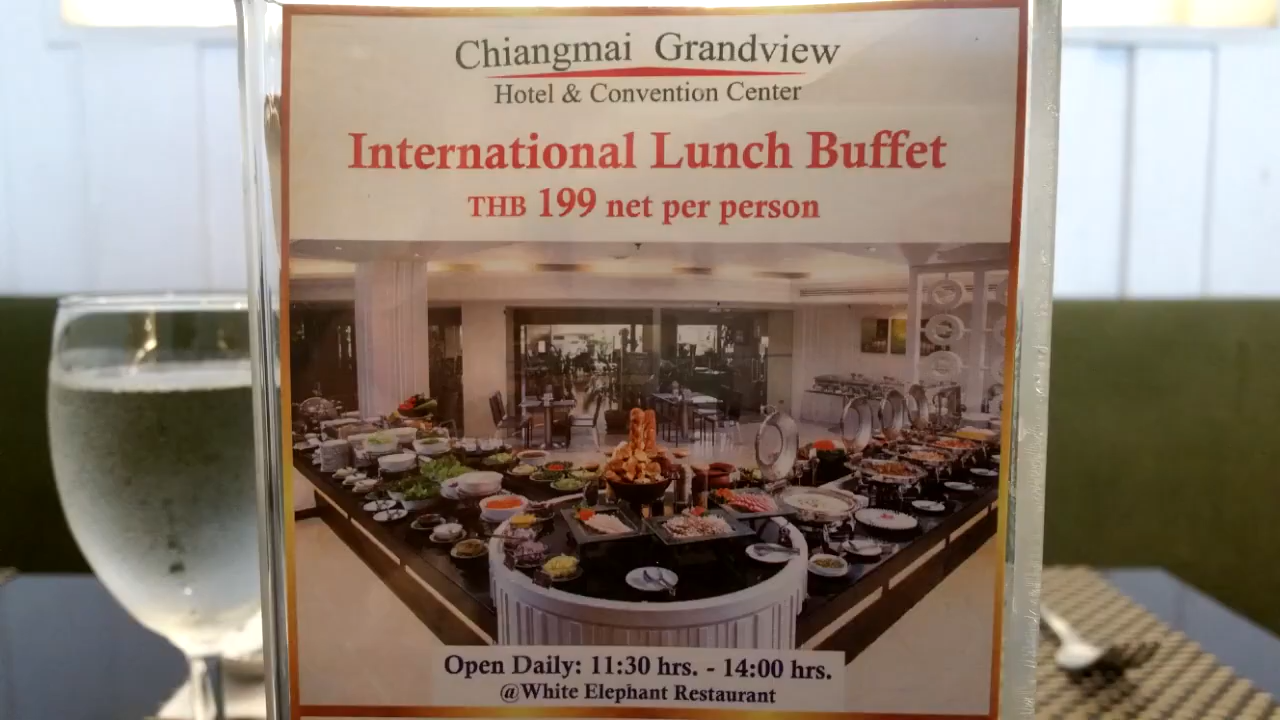 Chiangmai Grandview
Hotel & Convention Center
International Lunch Buffet
THB 199 net per person
Open Daily: 11:30 hrs. - 14:00 hrs.
@White Elephant Restaurant